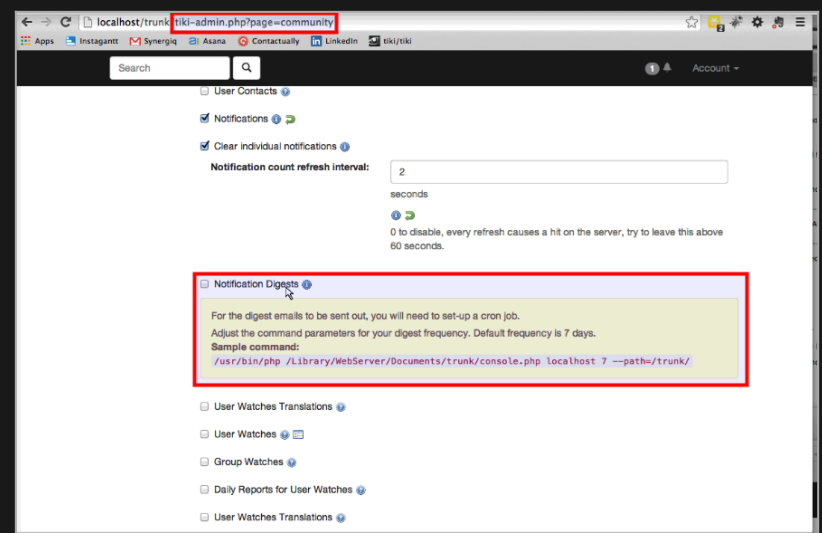 localhost/trunk/tiki-admin.php?page=community
2
Apps Instagantt Synergiq Asana Contactually LinkedIn tiki/tiki
Search 1 Account
User Contacts
Notifications
Clear individual notifications
Notification count refresh interval: 2
seconds
0 to disable, every refresh causes a hit on the server, try to leave this above
60 seconds.
Notification Digests
For the digest emails to be sent out, you will need to set-up a cron job.
Adjust the command parameters for your digest frequency. Default frequency is 7 days.
Sample command:
/usr/bin/php /Library/WebServer/Documents/trunk/console.php localhost 7 --path=/trunk/
User Watches Translations
User Watches
Group Watches
Daily Reports for User Watches
User Watches Translations